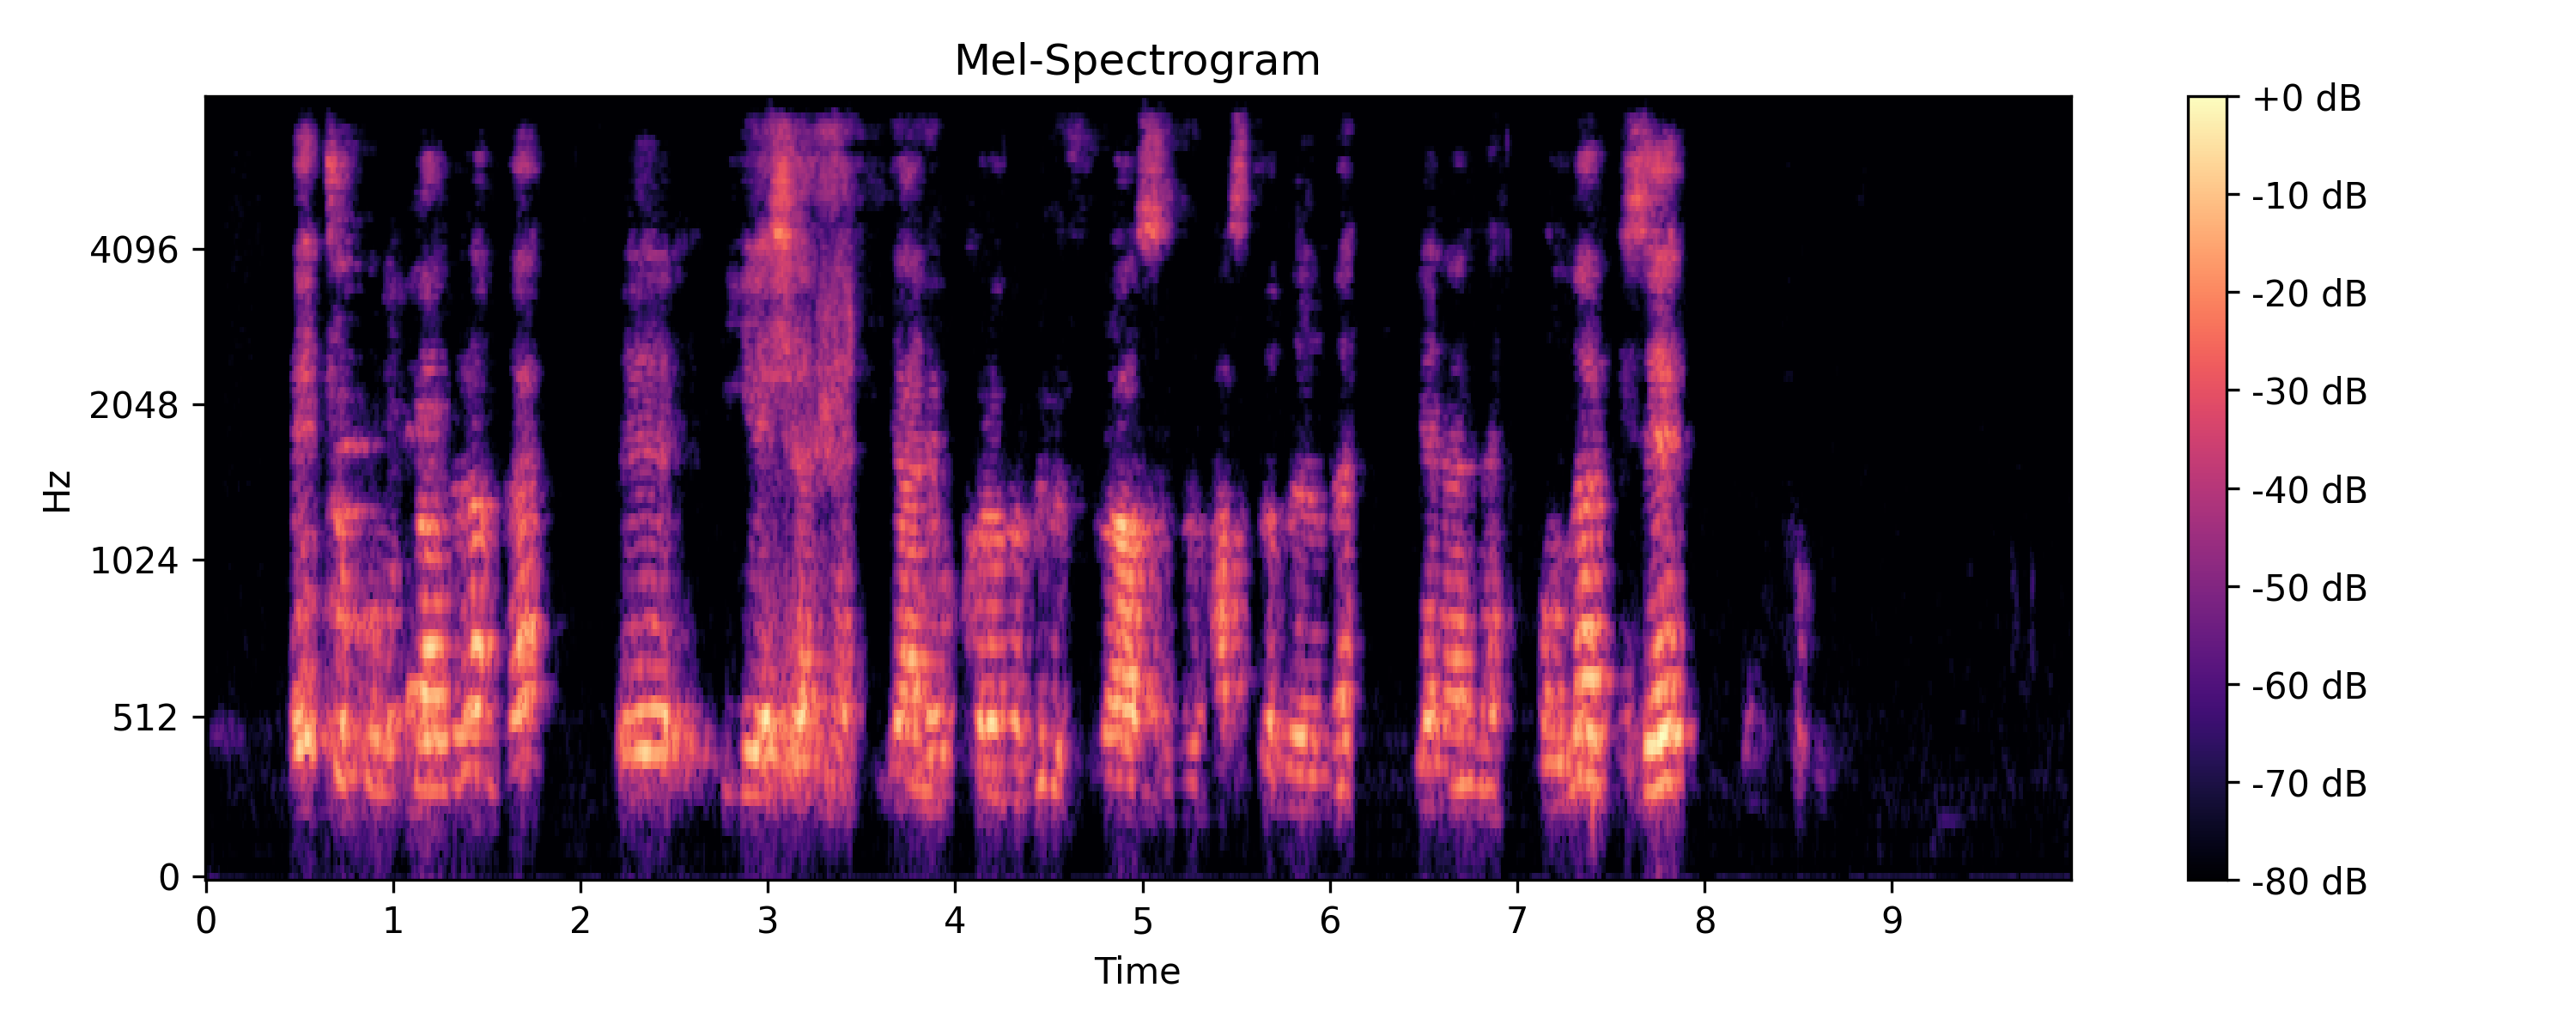 Mel-Spectrogram
Hz
4096
2048
1024
512
0
0 1 2 3 4 5 6 7 8 9
Time
+0 dB
-10 dB
-20 dB
-30 dB
-40 dB
-50 dB
-60 dB
-70 dB
-80 dB